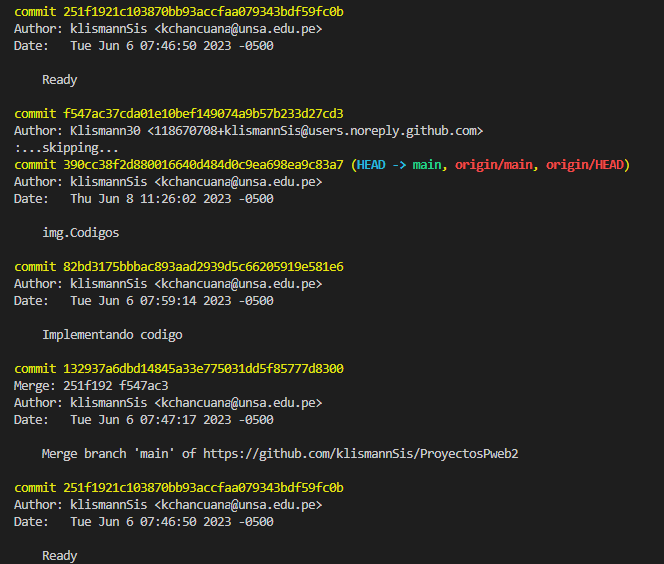 commit 251f1921c103870bb93accfaa079343bdf59fc0b
Author: klismannSis <kchancuana@unsa.edu.pe>
Date:   Tue Jun 6 07:46:50 2023 -0500
    Ready
commit f547ac37cda01e10bef149074a9b57b233d27cd3
Author: Klismann30 <118670708+klismannSis@users.noreply.github.com>
:...skipping...
commit 390cc38f2d880016640d484d0c9ea698ea9c83a7 (HEAD -> main, origin/main, origin/HEAD)
Author: klismannSis <kchancuana@unsa.edu.pe>
Date:   Thu Jun 8 11:26:02 2023 -0500
    img.Codigos
commit 82bd3175bbbac893aad2939d5c66205919e581e6
Author: klismannSis <kchancuana@unsa.edu.pe>
Date:   Tue Jun 6 07:59:14 2023 -0500
    Implementando codigo
commit 132937a6dbd14845a33e775031dd5f85777d8300
Merge: 251f192 f547ac3
Author: klismannSis <kchancuana@unsa.edu.pe>
Date:   Tue Jun 6 07:47:17 2023 -0500
    Merge branch 'main' of https://github.com/klismannSis/ProyectosPweb2
commit 251f1921c103870bb93accfaa079343bdf59fc0b
Author: klismannSis <kchancuana@unsa.edu.pe>
Date:   Tue Jun 6 07:46:50 2023 -0500
    Ready